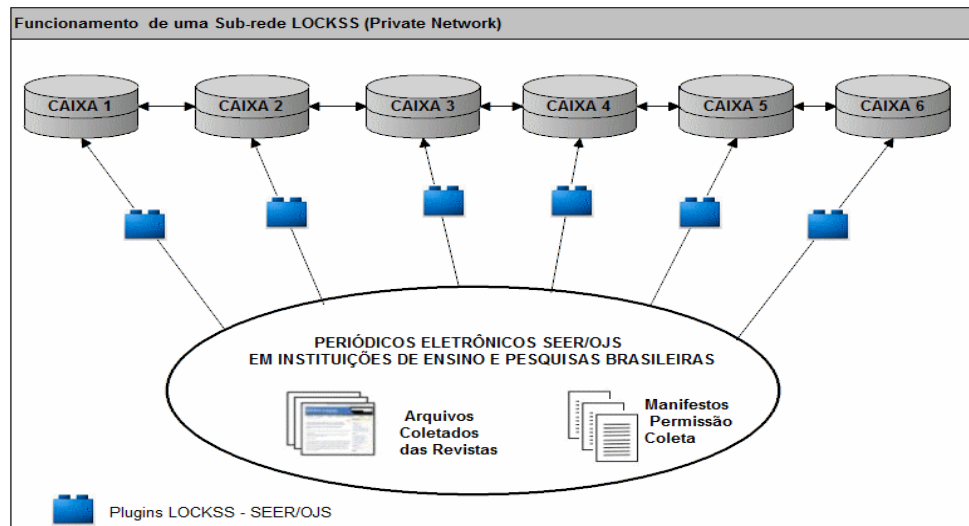 Funcionamento de uma Sub-rede LOCKSS (Private Network)
CAIXA 1
CAIXA 2
CAIXA 3
CAIXA 4
CAIXA 5
CAIXA 6
PERIÓDICOS ELETRÔNICOS SEER/OJS
EM INSTITUIÇÕES DE ENSINO E PESQUISAS BRASILEIRAS
Arquivos
Coletados
das Revistas
Manifestos
Permissão
Coleta
Plugins LOCKSS - SEER/OJS